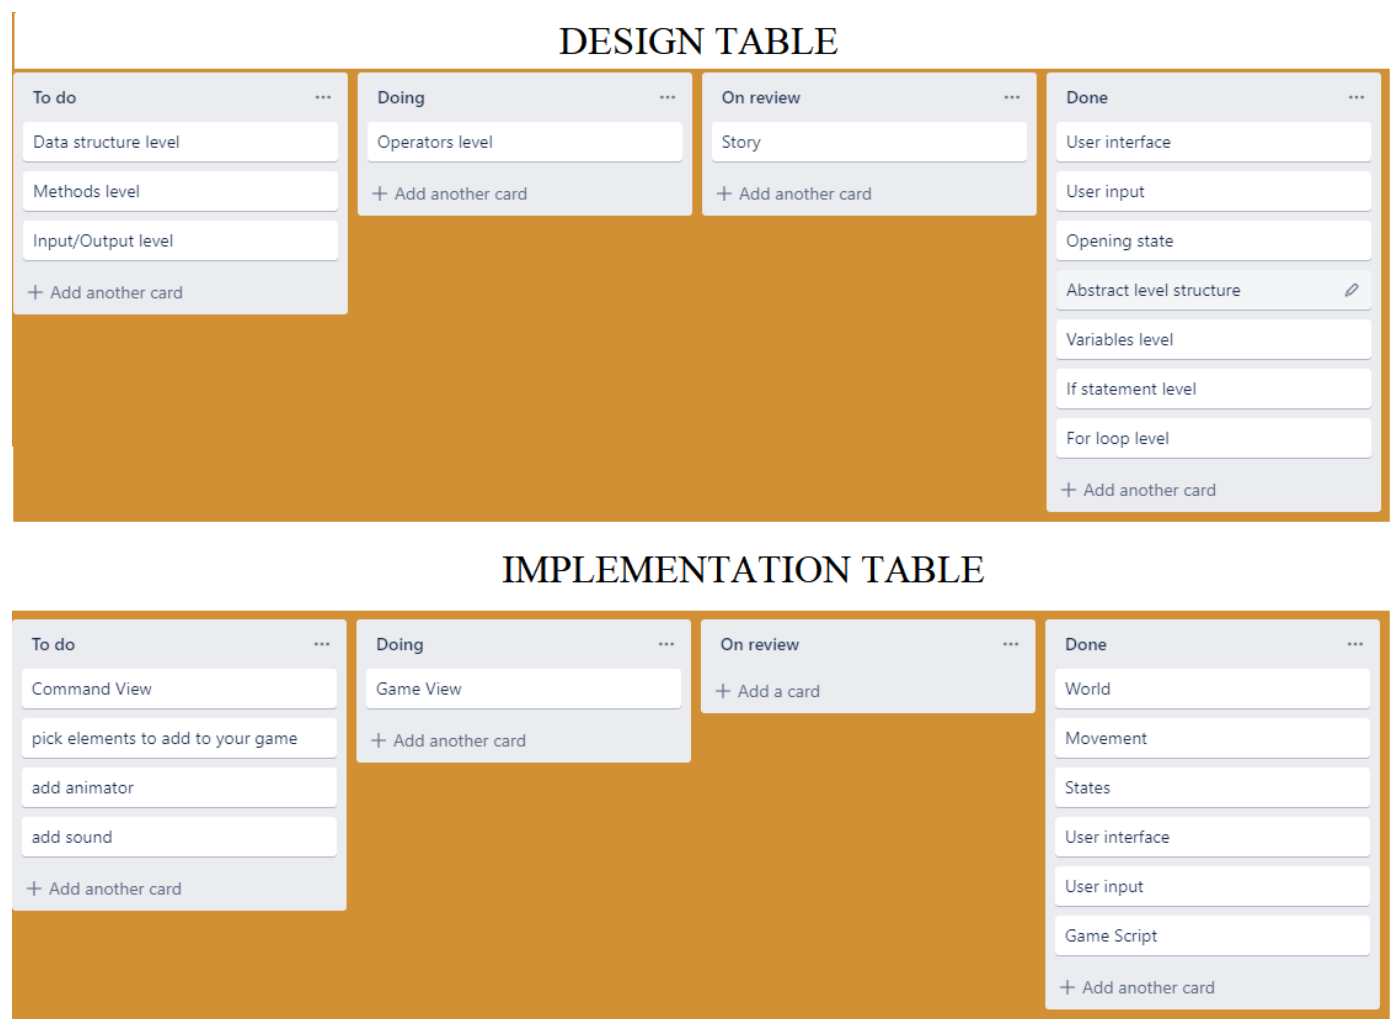 DESIGN TABLE
To do
Data structure level
Methods level
Input/Output level
+ Add another card
Doing
Operators level
+ Add another card
On review
Story
+ Add another card
Done
User interface
User input
Opening state
Abstract level structure
Variables level
If statement level
For loop level
+ Add another card
IMPLEMENTATION TABLE
To do
Command View
pick elements to add to your game
add animator
add sound
+ Add another card
Doing
Game View
+ Add another card
On review
+ Add a card
Done
World
Movement
States
User interface
User input
Game Script
+ Add another card